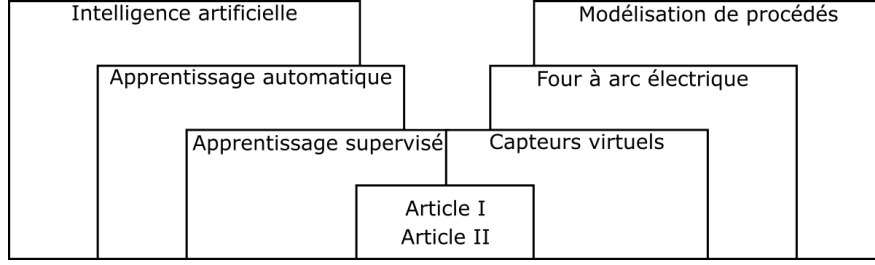 Intelligence artificielle
Modélisation de procédés
Apprentissage automatique
Four à arc électrique
Apprentissage supervisé
Capteurs virtuels
Article I
Article II